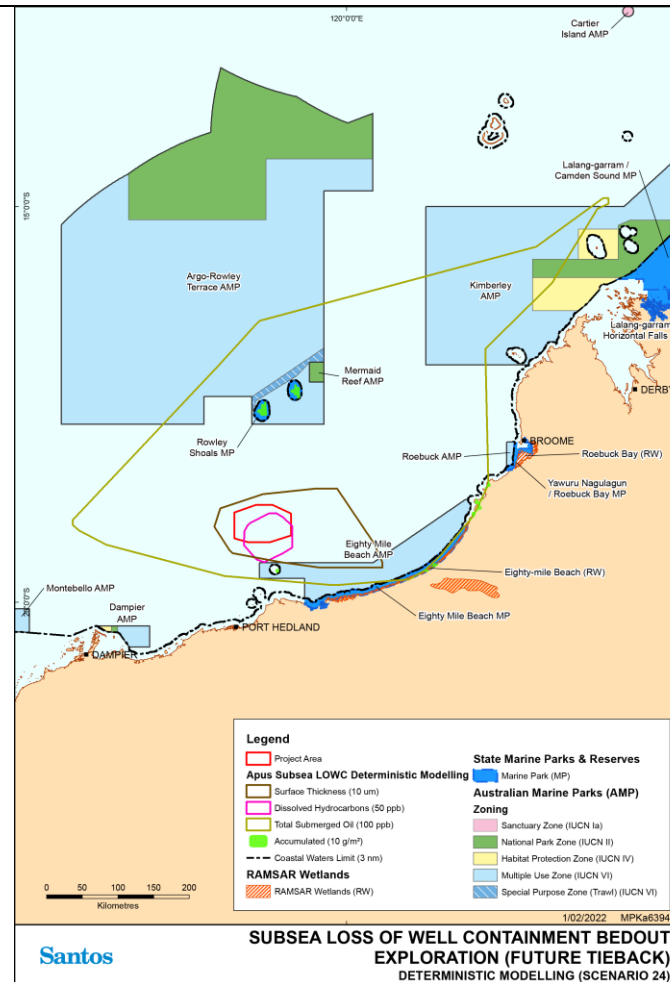 120°0'0"E
Cartier
Island AMP
Lalang-garram /
Camden Sound MP
15°0'0"S
Argo-Rowley
Terrace AMP
Kimberley
AMP
Lalang-garram
Horizontal Falls
Mermaid
Reef AMP
DERBY
Rowley
Shoals MP
BROOME
Roebuck AMP
Roebuck Bay (RW)
Yawuru Nagulagun
/ Roebuck Bay MP
Eighty Mile
Beach AMP
Eighty-mile Beach (RW)
Montebello AMP
20°0'0"S
Dampier
AMP
Eighty Mile Beach MP
PORT HEDLAND
DAMPIER
Legend
Project Area
Apus Subsea LOWC Deterministic Modelling
Surface Thickness (10 um)
Dissolved Hydrocarbons (50 ppb)
Total Submerged Oil (100 ppb)
Accumulated (10 g/m²)
Coastal Waters Limit (3 nm)
RAMSAR Wetlands
RAMSAR Wetlands (RW)
State Marine Parks & Reserves
Marine Park (MP)
Australian Marine Parks (AMP)
Zoning
Sanctuary Zone (IUCN Ia)
National Park Zone (IUCN II)
Habitat Protection Zone (IUCN IV)
Multiple Use Zone (IUCN VI)
Special Purpose Zone (Trawl) (IUCN VI)
0 50 100 150 200
Kilometres
1/02/2022 MPKa6394
Santos
SUBSEA LOSS OF WELL CONTAINMENT BEDOUT
EXPLORATION (FUTURE TIEBACK)
DETERMINISTIC MODELLING (SCENARIO 24)